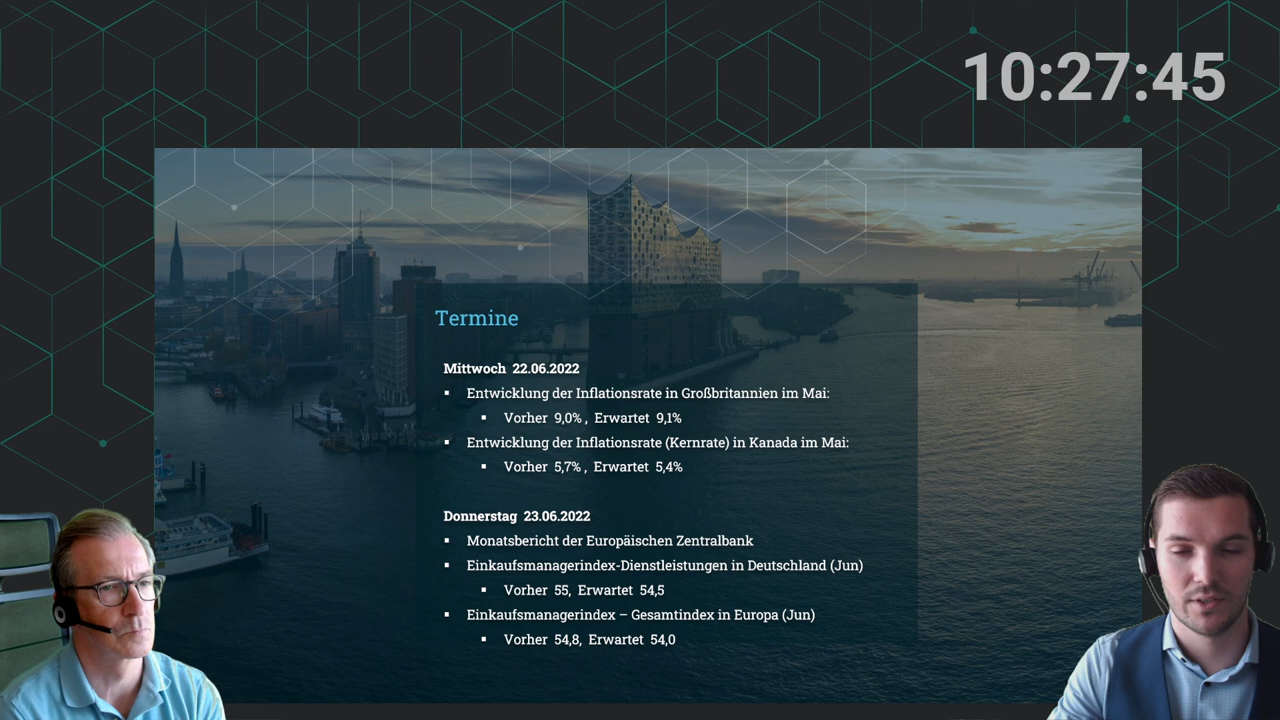 10:27:45
Termine
Mittwoch 22.06.2022
▪ Entwicklung der Inflationsrate in Großbritannien im Mai:
▪ Vorher 9,0% , Erwartet 9,1%
▪ Entwicklung der Inflationsrate (Kernrate) in Kanada im Mai:
▪ Vorher 5,7% , Erwartet 5,4%
Donnerstag 23.06.2022
▪ Monatsbericht der Europäischen Zentralbank
▪ Einkaufsmanagerindex-Dienstleistungen in Deutschland (Jun)
▪ Vorher 55, Erwartet 54,5
▪ Einkaufsmanagerindex – Gesamtindex in Europa (Jun)
▪ Vorher 54,8, Erwartet 54,0